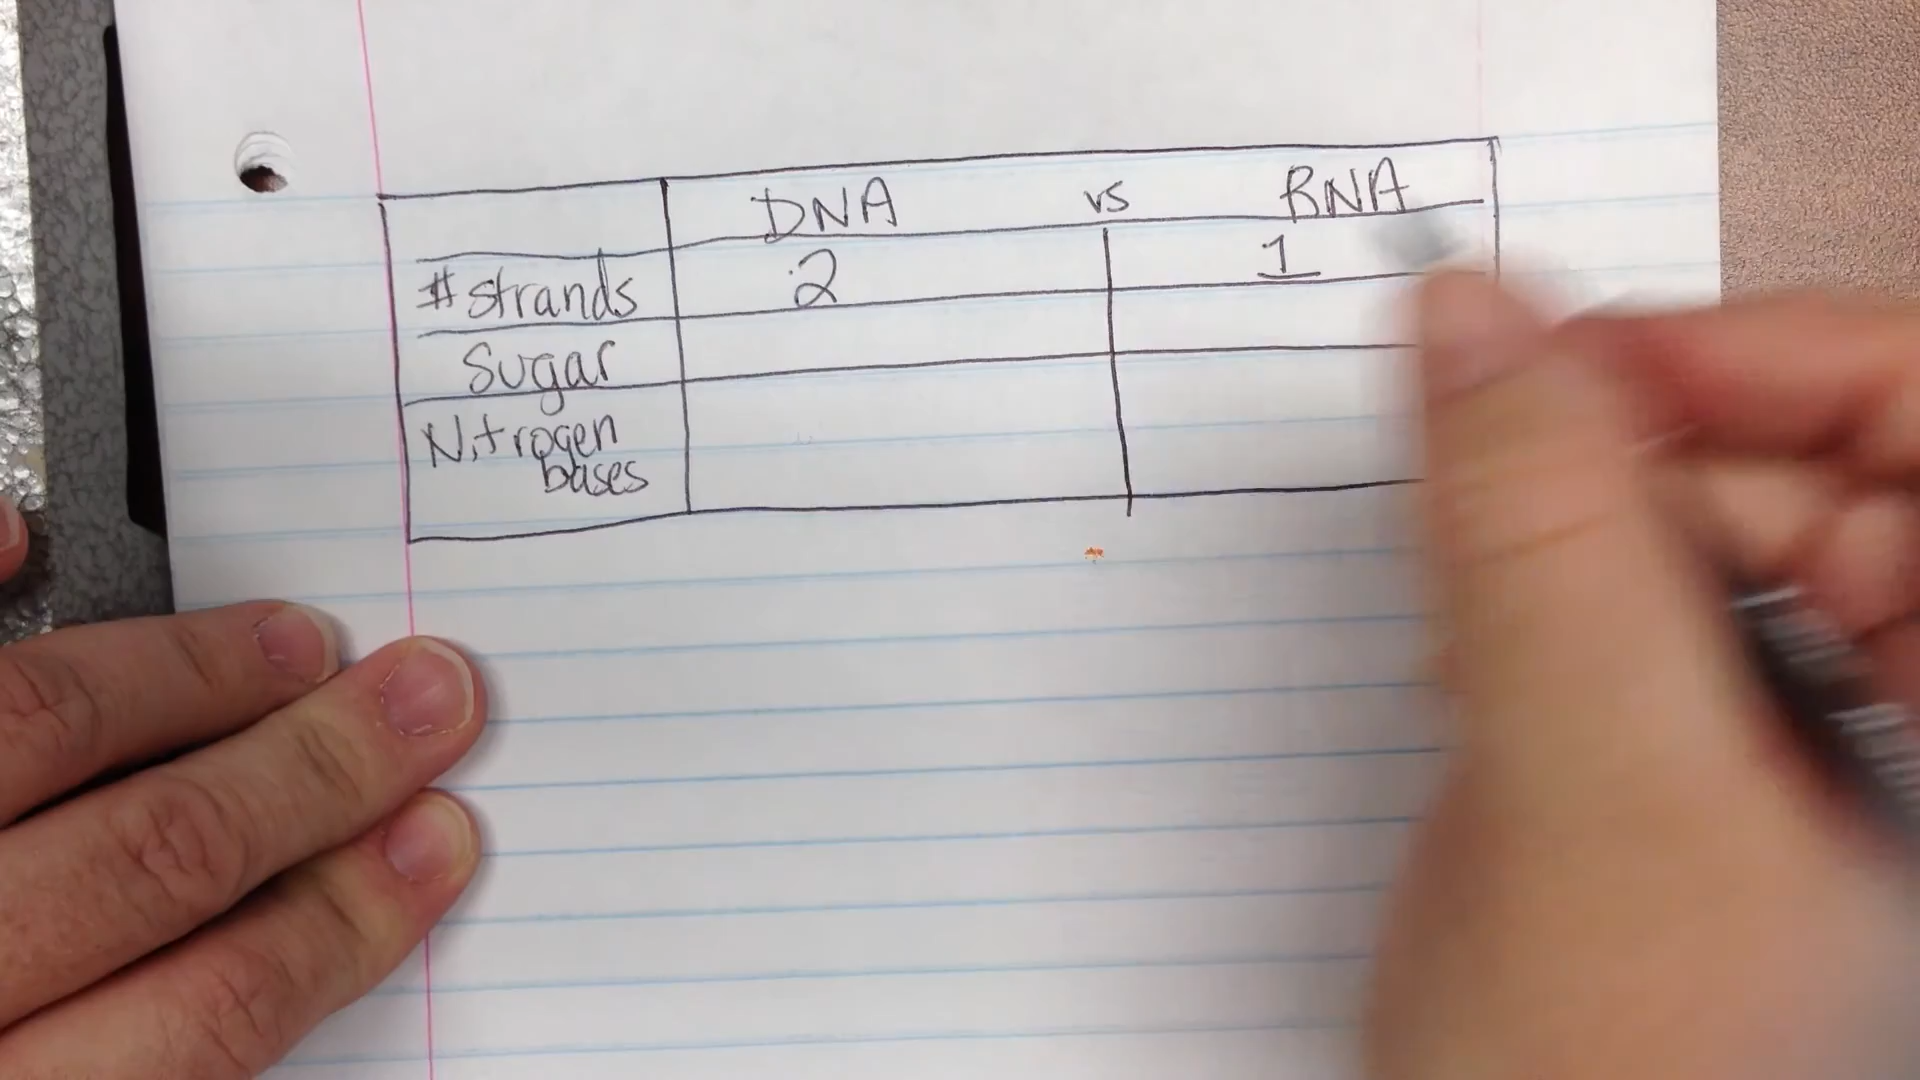 DNA vs RNA
# strands 2 1
Sugar
Nitrogen
bases